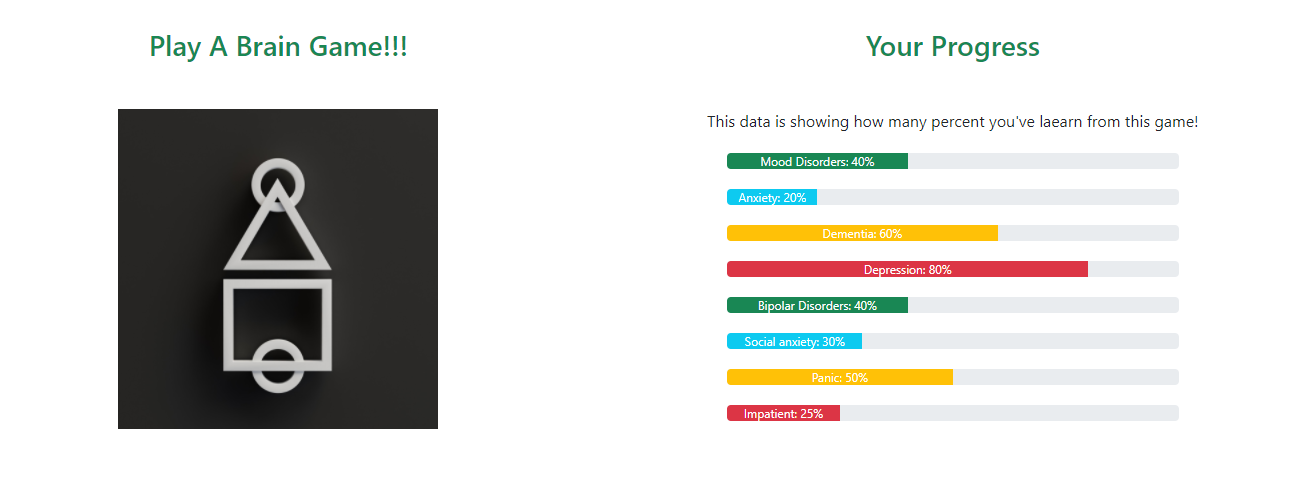 Play A Brain Game!!!
Your Progress
This data is showing how many percent you've laearn from this game!
Mood Disorders: 40%
Anxiety: 20%
Dementia: 60%
Depression: 80%
Bipolar Disorders: 40%
Social anxiety: 30%
Panic: 50%
Impatient: 25%